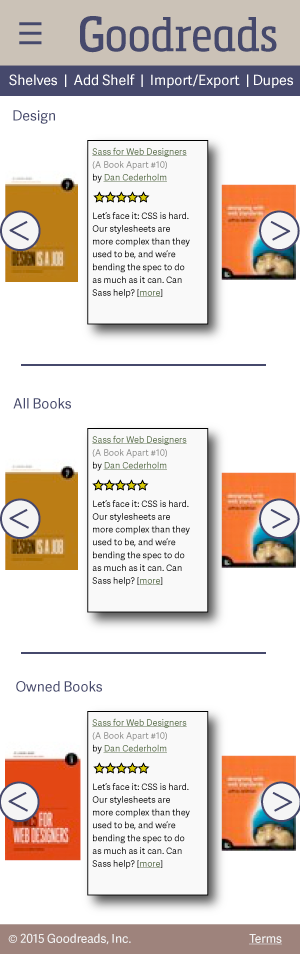 Goodreads
Shelves | Add Shelf | Import/Export | Dupes
Design
Sass for Web Designers
(A Book Apart #10)
by Dan Cederholm
Let's face it: CSS is hard.
Our stylesheets are
more complex than they
used to be, and we're
bending the spec to do
as much as it can. Can
Sass help? [more]
DESIGN IS A JOB
designing with
web standards
All Books
Sass for Web Designers
(A Book Apart #10)
by Dan Cederholm
Let's face it: CSS is hard.
Our stylesheets are
more complex than they
used to be, and we're
bending the spec to do
as much as it can. Can
Sass help? [more]
DESIGN IS A JOB
designing with
web standards
Owned Books
Sass for Web Designers
(A Book Apart #10)
by Dan Cederholm
Let's face it: CSS is hard.
Our stylesheets are
more complex than they
used to be, and we're
bending the spec to do
as much as it can. Can
Sass help? [more]
FOR
WEB DESIGNERS
designing with
web standards
© 2015 Goodreads, Inc.
Terms